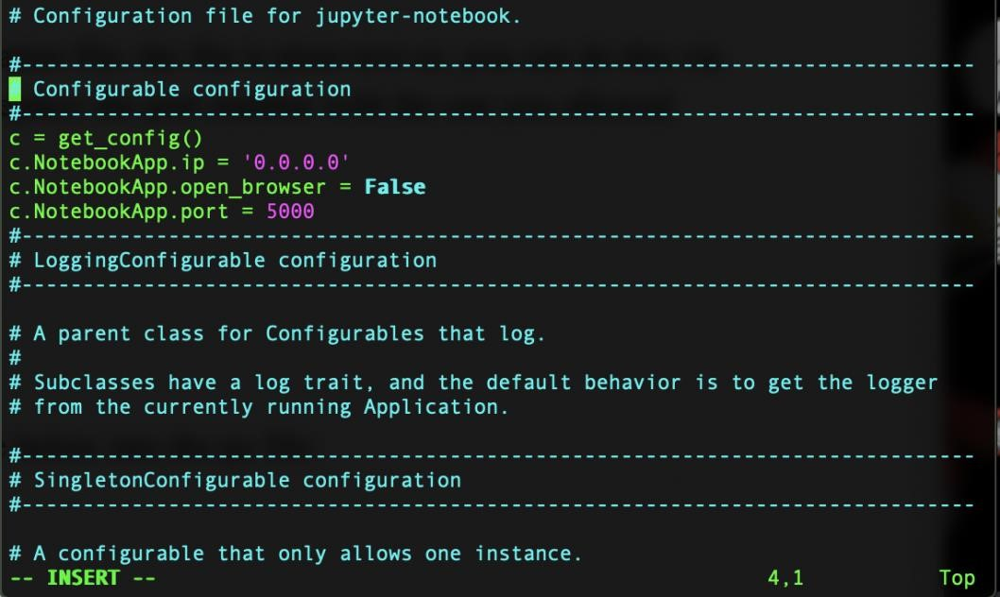 # Configuration file for jupyter-notebook.
#------------------------------------------------------------------------------
# Configurable configuration
#------------------------------------------------------------------------------
c = get_config()
c.NotebookApp.ip = '0.0.0.0'
c.NotebookApp.open_browser = False
c.NotebookApp.port = 5000
#------------------------------------------------------------------------------
# LoggingConfigurable configuration
#------------------------------------------------------------------------------
# A parent class for Configurables that log.
#
# Subclasses have a log trait, and the default behavior is to get the logger
# from the currently running Application.
#------------------------------------------------------------------------------
# SingletonConfigurable configuration
#------------------------------------------------------------------------------
# A configurable that only allows one instance.
-- INSERT -- 4,1 Top